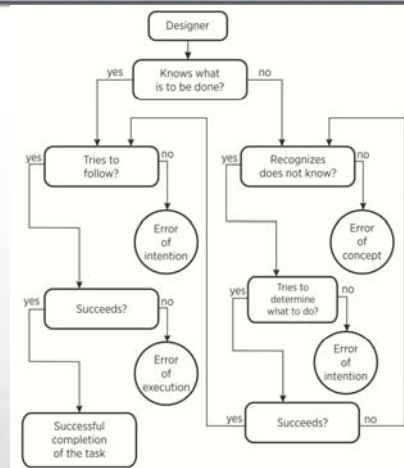 Designer
yes
no
Knows what
is to be done?
yes
Tries to
follow?
no
yes
Recognizes
does not know?
no
Error
of
intention
Error
of
concept
yes
Succeeds?
no
yes
Tries to
determine
what to do?
no
Error
of
execution
Error
of
intention
Successful
completion
of the task
yes
Succeeds?
no